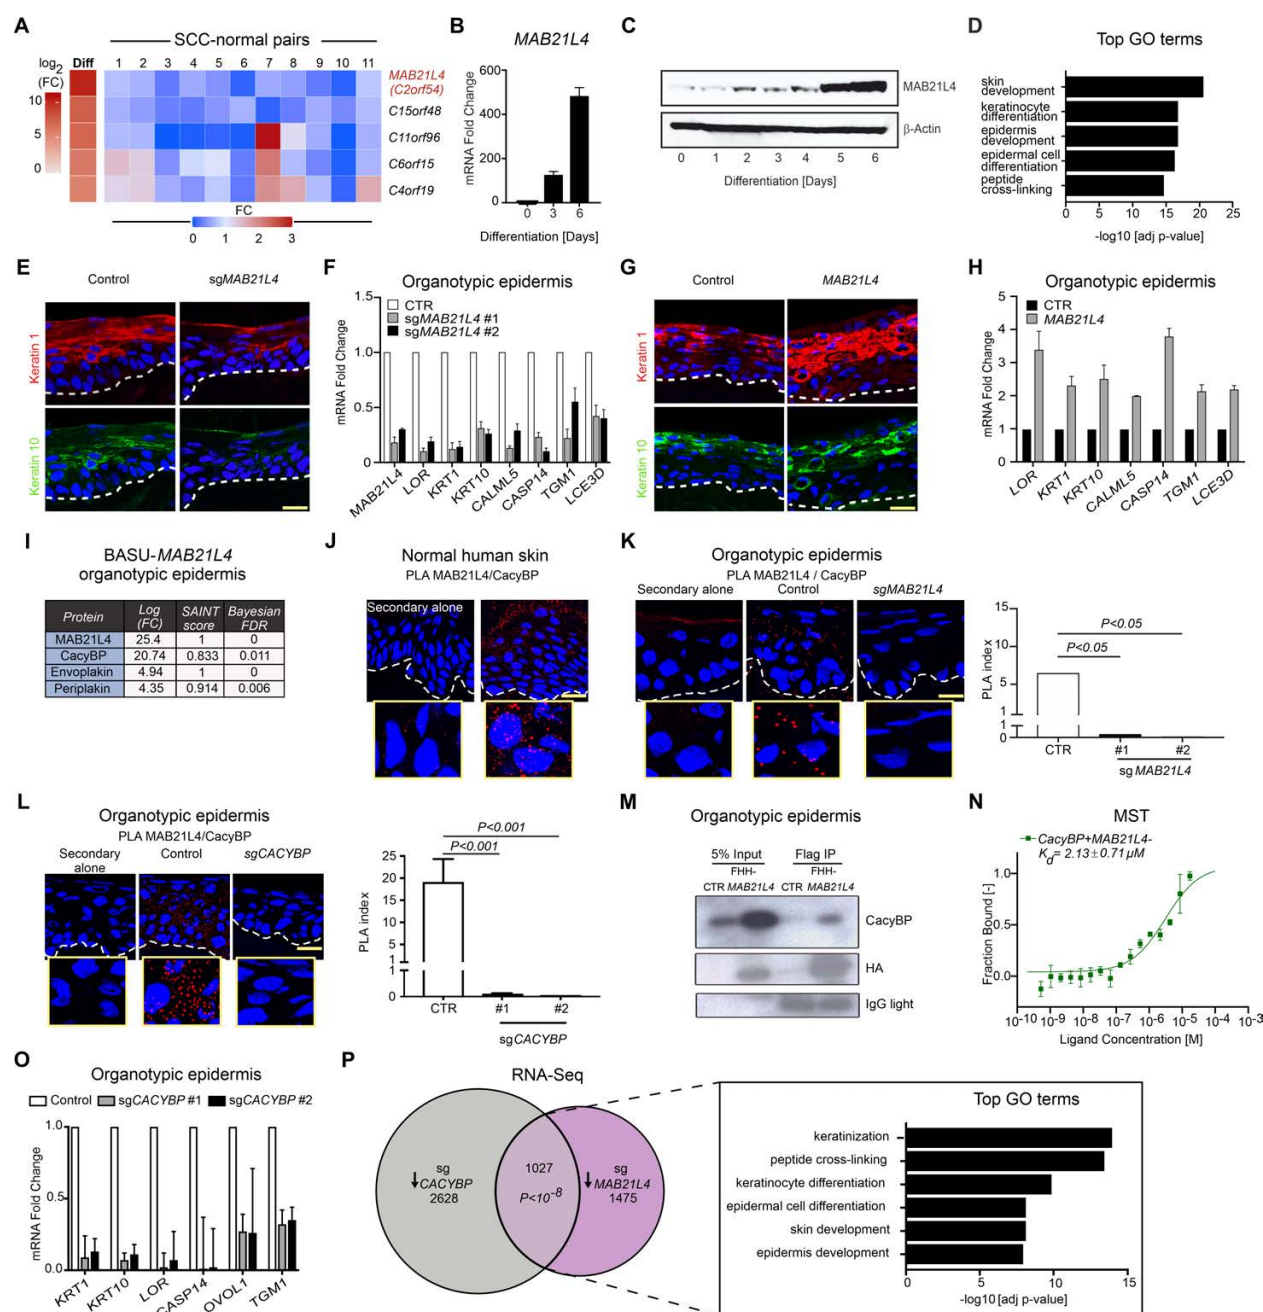 A
SCC-normal pairs
log2
(FC)
Diff
1 2 3 4 5 6 7 8 9 10 11
10
5
0
MAB21L4
(C2orf54)
C15orf48
C11orf96
C6orf15
C4orf19
FC
0 1 2 3
B
MAB21L4
mRNA Fold Change
600
400
200
0
0 3 6
Differentiation [Days]
C
MAB21L4
β-Actin
0 1 2 3 4 5 6
Differentiation [Days]
D
Top GO terms
skin
development
keratinocyte
differentiation
epidermis
development
epidermal cell
differentiation
peptide
cross-linking
0 5 10 15 20 25
-log10 [adj p-value]
E
Control
sgMAB21L4
Keratin 1
Keratin 10
F
Organotypic epidermis
CTR
sgMAB21L4 #1
sgMAB21L4 #2
mRNA Fold Change
1.5
1.0
0.5
0
MAB21L4
LOR
KRT1
KRT10
CALML5
CASP14
TGM1
LCE3D
G
Control
MAB21L4
Keratin 1
Keratin 10
H
Organotypic epidermis
CTR
MAB21L4
mRNA Fold Change
5
4
3
2
1
0
LOR
KRT1
KRT10
CALML5
CASP14
TGM1
LCE3D
I
BASU-MAB21L4
organotypic epidermis
Protein Log (FC) SAINT score Bayesian FDR
MAB21L4 25.4 1 0
CacyBP 20.74 0.833 0.011
Envoplakin 4.94 1 0
Periplakin 4.35 0.914 0.006
J
Normal human skin
PLA MAB21L4/CacyBP
Secondary alone
K
Organotypic epidermis
PLA MAB21L4 / CacyBP
Secondary alone
Control
sgMAB21L4
PLA index
15
10
5
1
1
0
P<0.05
P<0.05
CTR #1 #2
sg MAB21L4
L
Organotypic epidermis
PLA MAB21L4/CacyBP
Secondary
alone
Control
sgCACYBP
PLA index
25
20
15
10
5
1
0
P<0.001
P<0.001
CTR #1 #2
sgCACYBP
M
Organotypic epidermis
5% Input Flag IP
FHH- FHH-
CTR MAB21L4 CTR MAB21L4
CacyBP
HA
IgG light
N
MST
CacyBP+MAB21L4-
Kd= 2.13±0.71 µM
Fraction Bound [-]
1.0
0.5
0.0
10-10 10-9 10-8 10-7 10-6 10-5 10-4 10-3
Ligand Concentration [M]
O
Organotypic epidermis
Control
sgCACYBP #1
sgCACYBP #2
mRNA Fold Change
1.0
0.5
0.0
KRT1
KRT10
LOR
CASP14
OVOL1
TGM1
P
RNA-Seq
sg
↓CACYBP
2628
1027
P<10-8
sg
↓MAB21L4
1475
Top GO terms
keratinization
peptide cross-linking
keratinocyte differentiation
epidermal cell differentiation
skin development
epidermis development
0 5 10 15
-log10 [adj p-value]